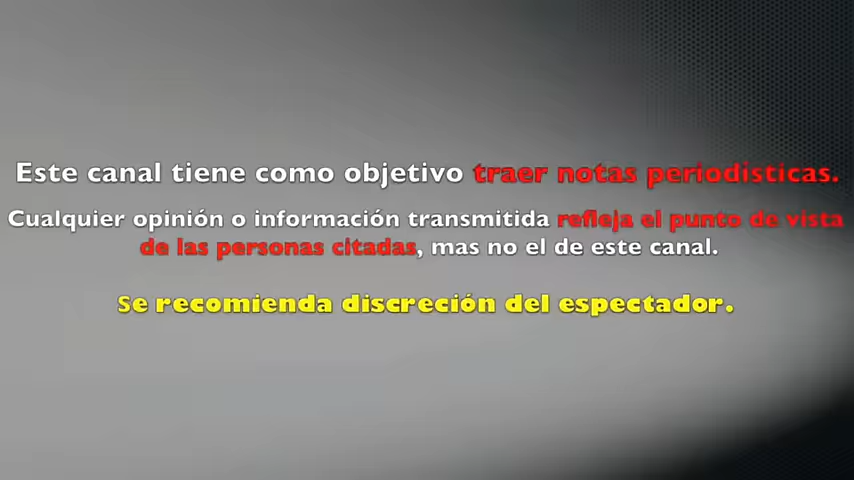 Este canal tiene como objetivo traer notas periodisticas.
Cualquier opinión o información transmitida refleja el punto de vista
de las personas citadas, mas no el de este canal.
Se recomienda discreción del espectador.